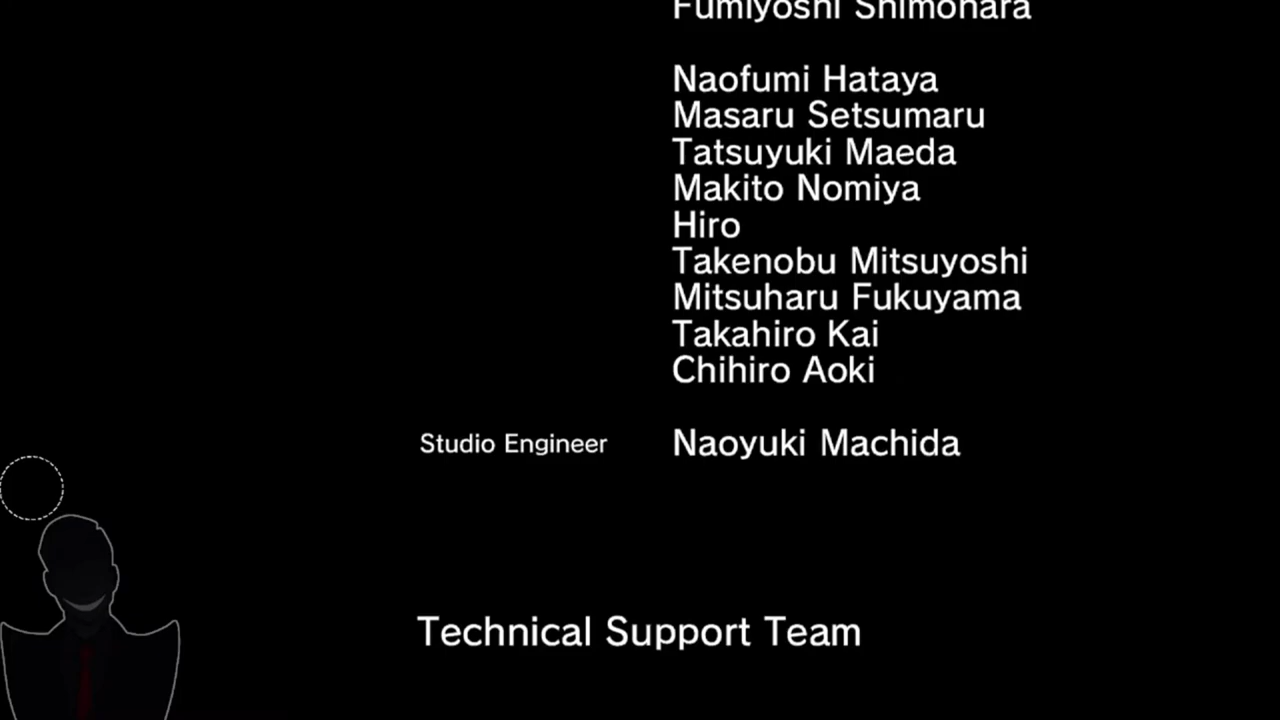 Fumiyoshi Shimohara
Naofumi Hataya
Masaru Setsumaru
Tatsuyuki Maeda
Makito Nomiya
Hiro
Takenobu Mitsuyoshi
Mitsuharu Fukuyama
Takahiro Kai
Chihiro Aoki
Studio Engineer Naoyuki Machida
Technical Support Team